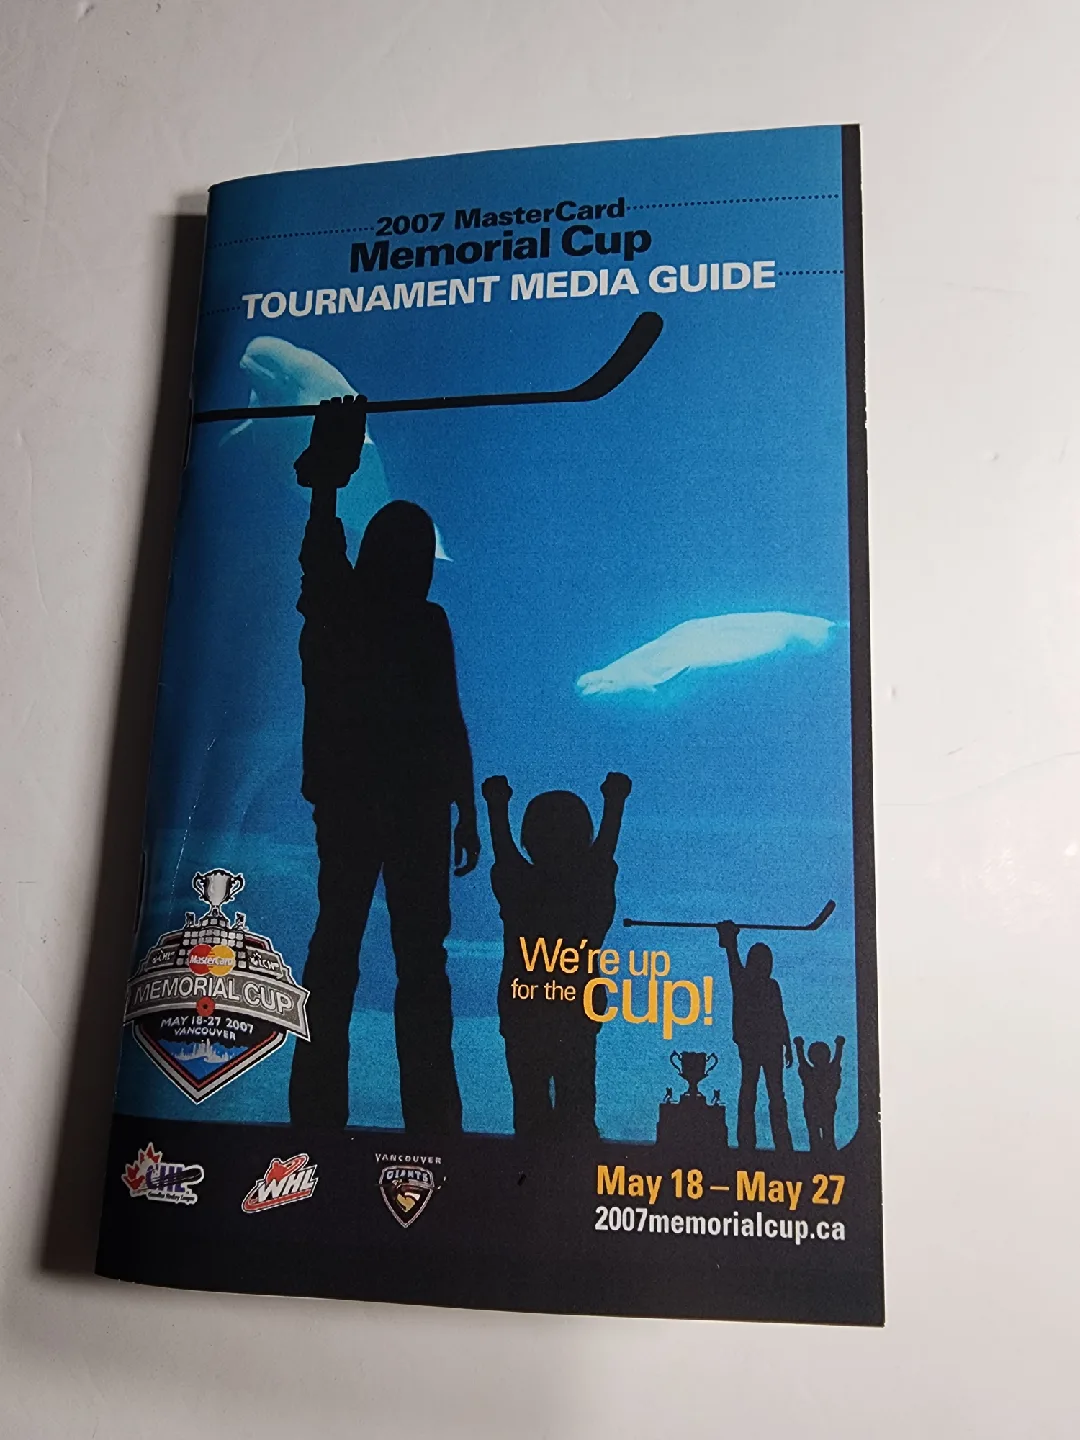 2007 MasterCard
Memorial Cup
TOURNAMENT MEDIA GUIDE
We're up
for the cup!
MasterCard
MEMORIAL CUP
MAY 18-27 2007
VANCOUVER
CHL
WHL
VANCOUVER
GIANTS
May 18 – May 27
2007memorialcup.ca